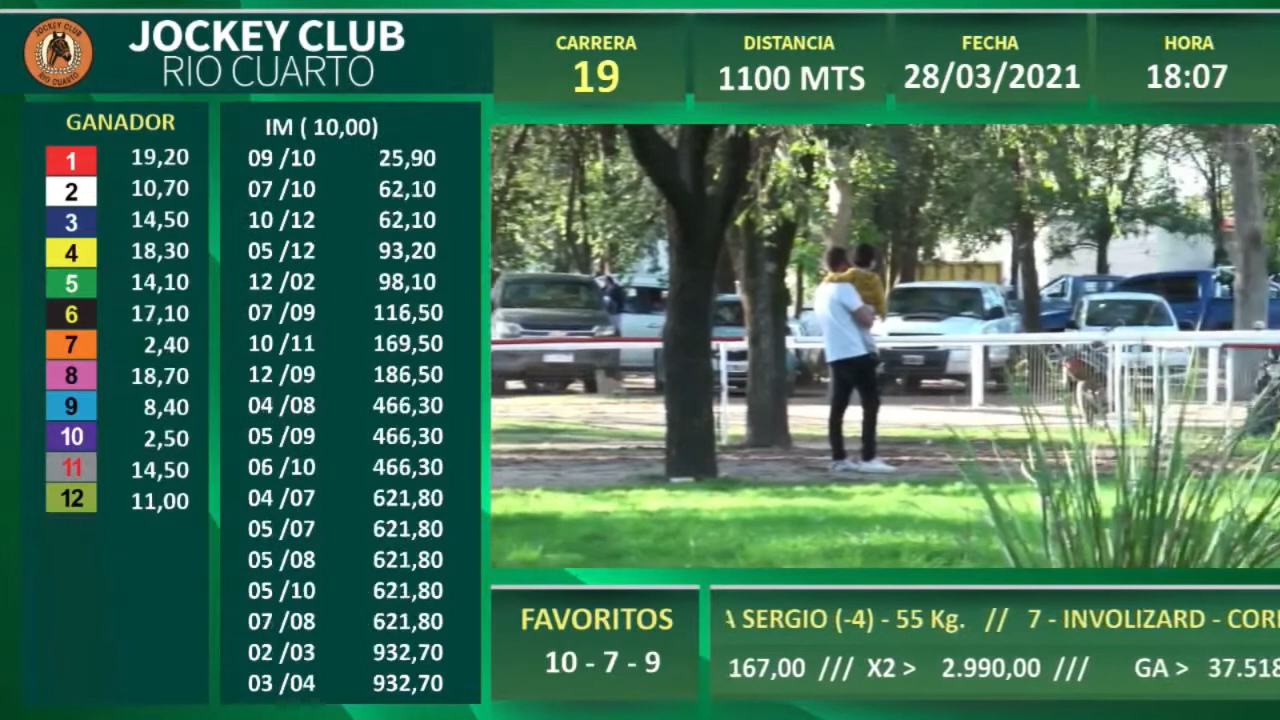 JOCKEY CLUB
RIO CUARTO
JOCKEY CLUB
RIO CUARTO
CARRERA
19
DISTANCIA
1100 MTS
FECHA
28/03/2021
HORA
18:07
GANADOR
1 19,20
2 10,70
3 14,50
4 18,30
5 14,10
6 17,10
7 2,40
8 18,70
9 8,40
10 2,50
11 14,50
12 11,00
IM ( 10,00)
09 /10 25,90
07 /10 62,10
10 /12 62,10
05 /12 93,20
12 /02 98,10
07 /09 116,50
10 /11 169,50
12 /09 186,50
04 /08 466,30
05 /09 466,30
06 /10 466,30
04 /07 621,80
05 /07 621,80
05 /08 621,80
05 /10 621,80
07 /08 621,80
02 /03 932,70
03 /04 932,70
FAVORITOS
10 - 7 - 9
A SERGIO (-4) - 55 Kg. // 7 - INVOLIZARD - COR
167,00 /// X2 > 2.990,00 /// GA > 37.518